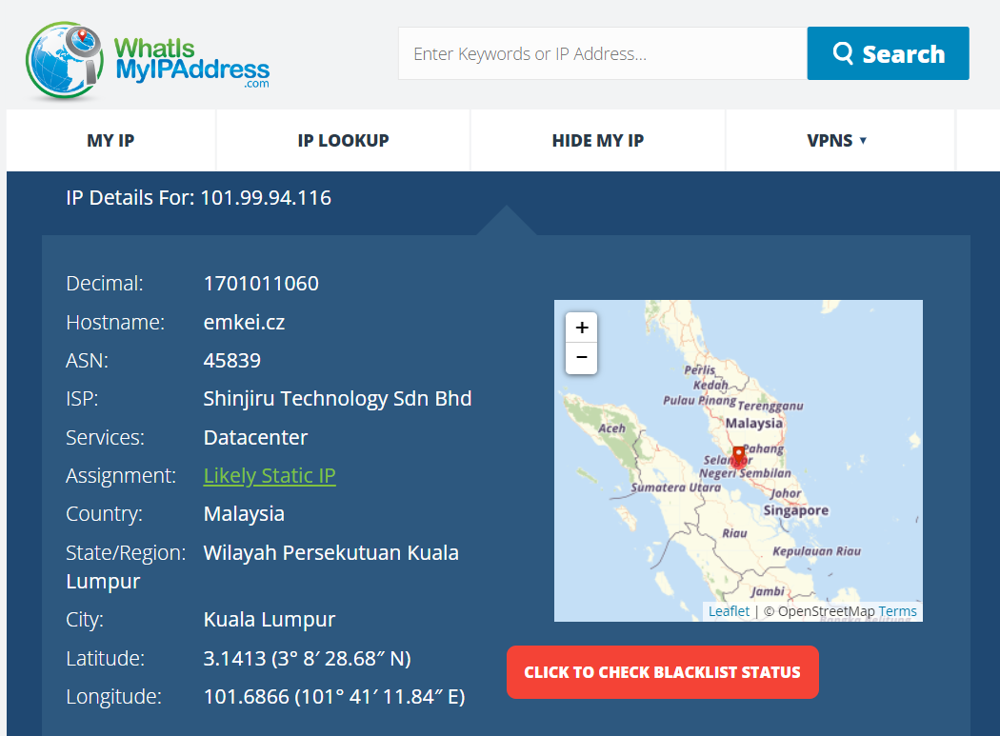 WhatIs
MyIPAddress
.com
Enter Keywords or IP Address...
Search
MY IP
IP LOOKUP
HIDE MY IP
VPNS ▾
IP Details For: 101.99.94.116
Decimal: 1701011060
Hostname: emkei.cz
ASN: 45839
ISP: Shinjiru Technology Sdn Bhd
Services: Datacenter
Assignment: Likely Static IP
Country: Malaysia
State/Region: Wilayah Persekutuan Kuala
Lumpur
City: Kuala Lumpur
Latitude: 3.1413 (3° 8′ 28.68″ N)
Longitude: 101.6866 (101° 41′ 11.84″ E)
+
−
Perlis
Kedah
Pulau Pinang
Terengganu
Malaysia
Aceh
Pahang
Selangor
Negeri Sembilan
Sumatera Utara
Johor
Singapore
Riau
Kepulauan Riau
Jambi
Leaflet | © OpenStreetMap Terms
CLICK TO CHECK BLACKLIST STATUS